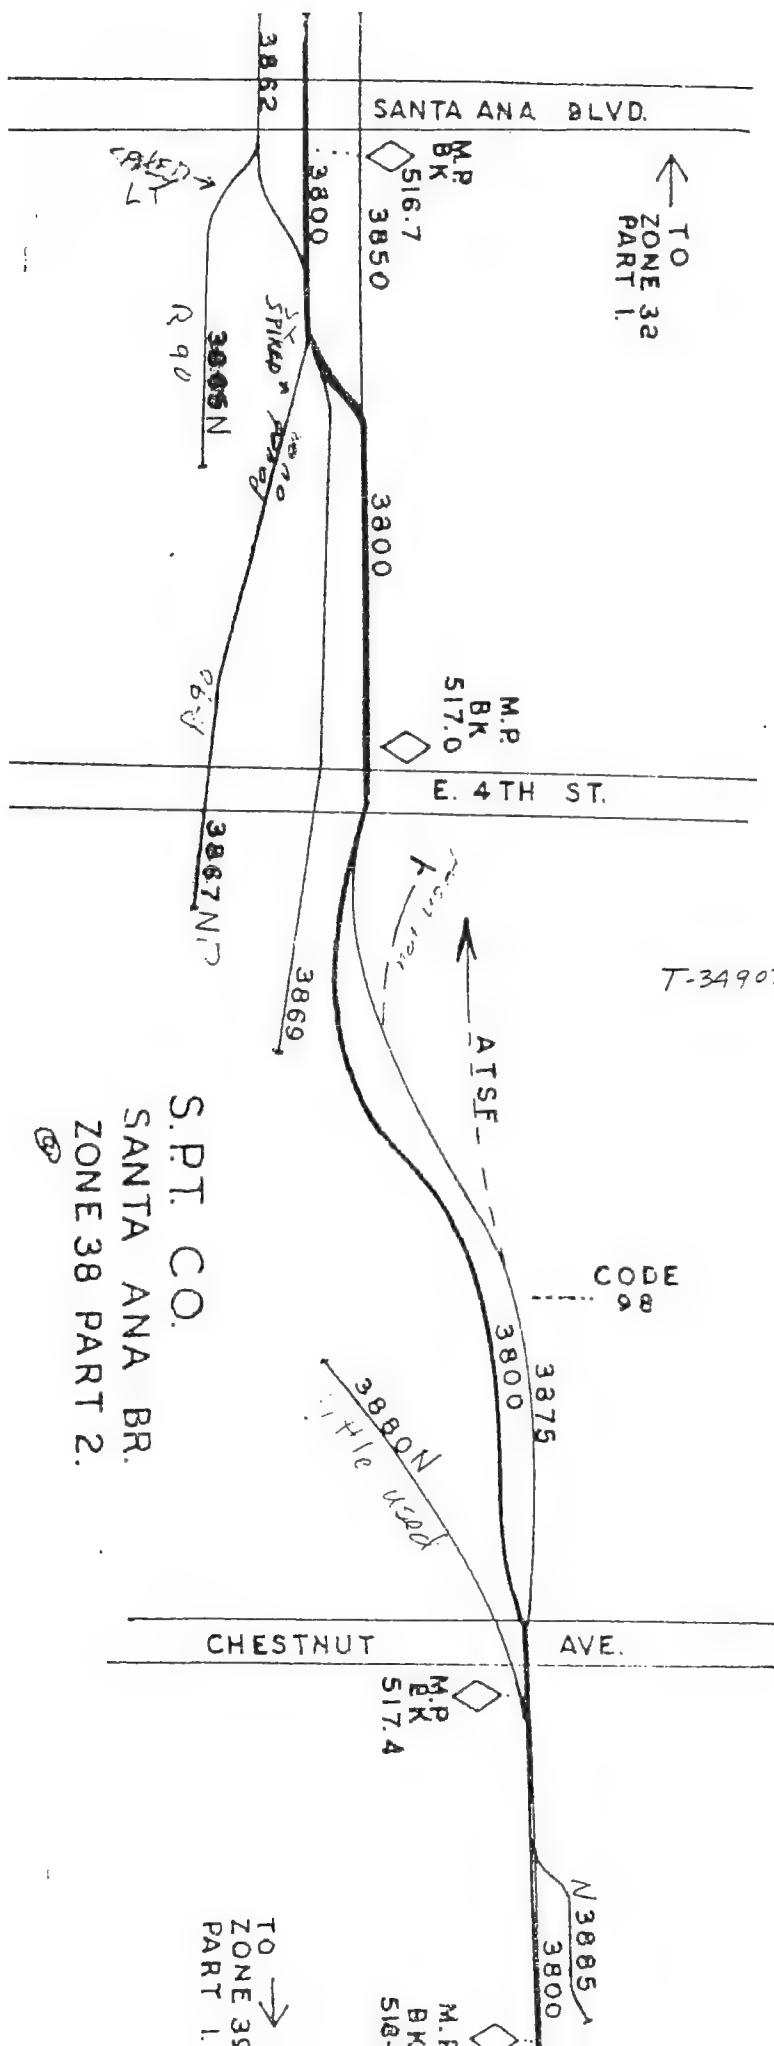 3862
SANTA ANA BLVD.
M.P.
BK
516.7
3800
3850
TO
ZONE 32
PART 1.
R 90
SPIKED
3800
M.P.
BK
517.0
E. 4TH ST.
3867 N
3869
T-3490
ATSF
S.P.T. CO.
SANTA ANA BR.
ZONE 38 PART 2.
CODE
98
3800
3875
3880N
little used
CHESTNUT AVE.
M.P.
BK
517.4
N 3885
3800
TO
ZONE 39
PART 1.
M.P.
BK
518-